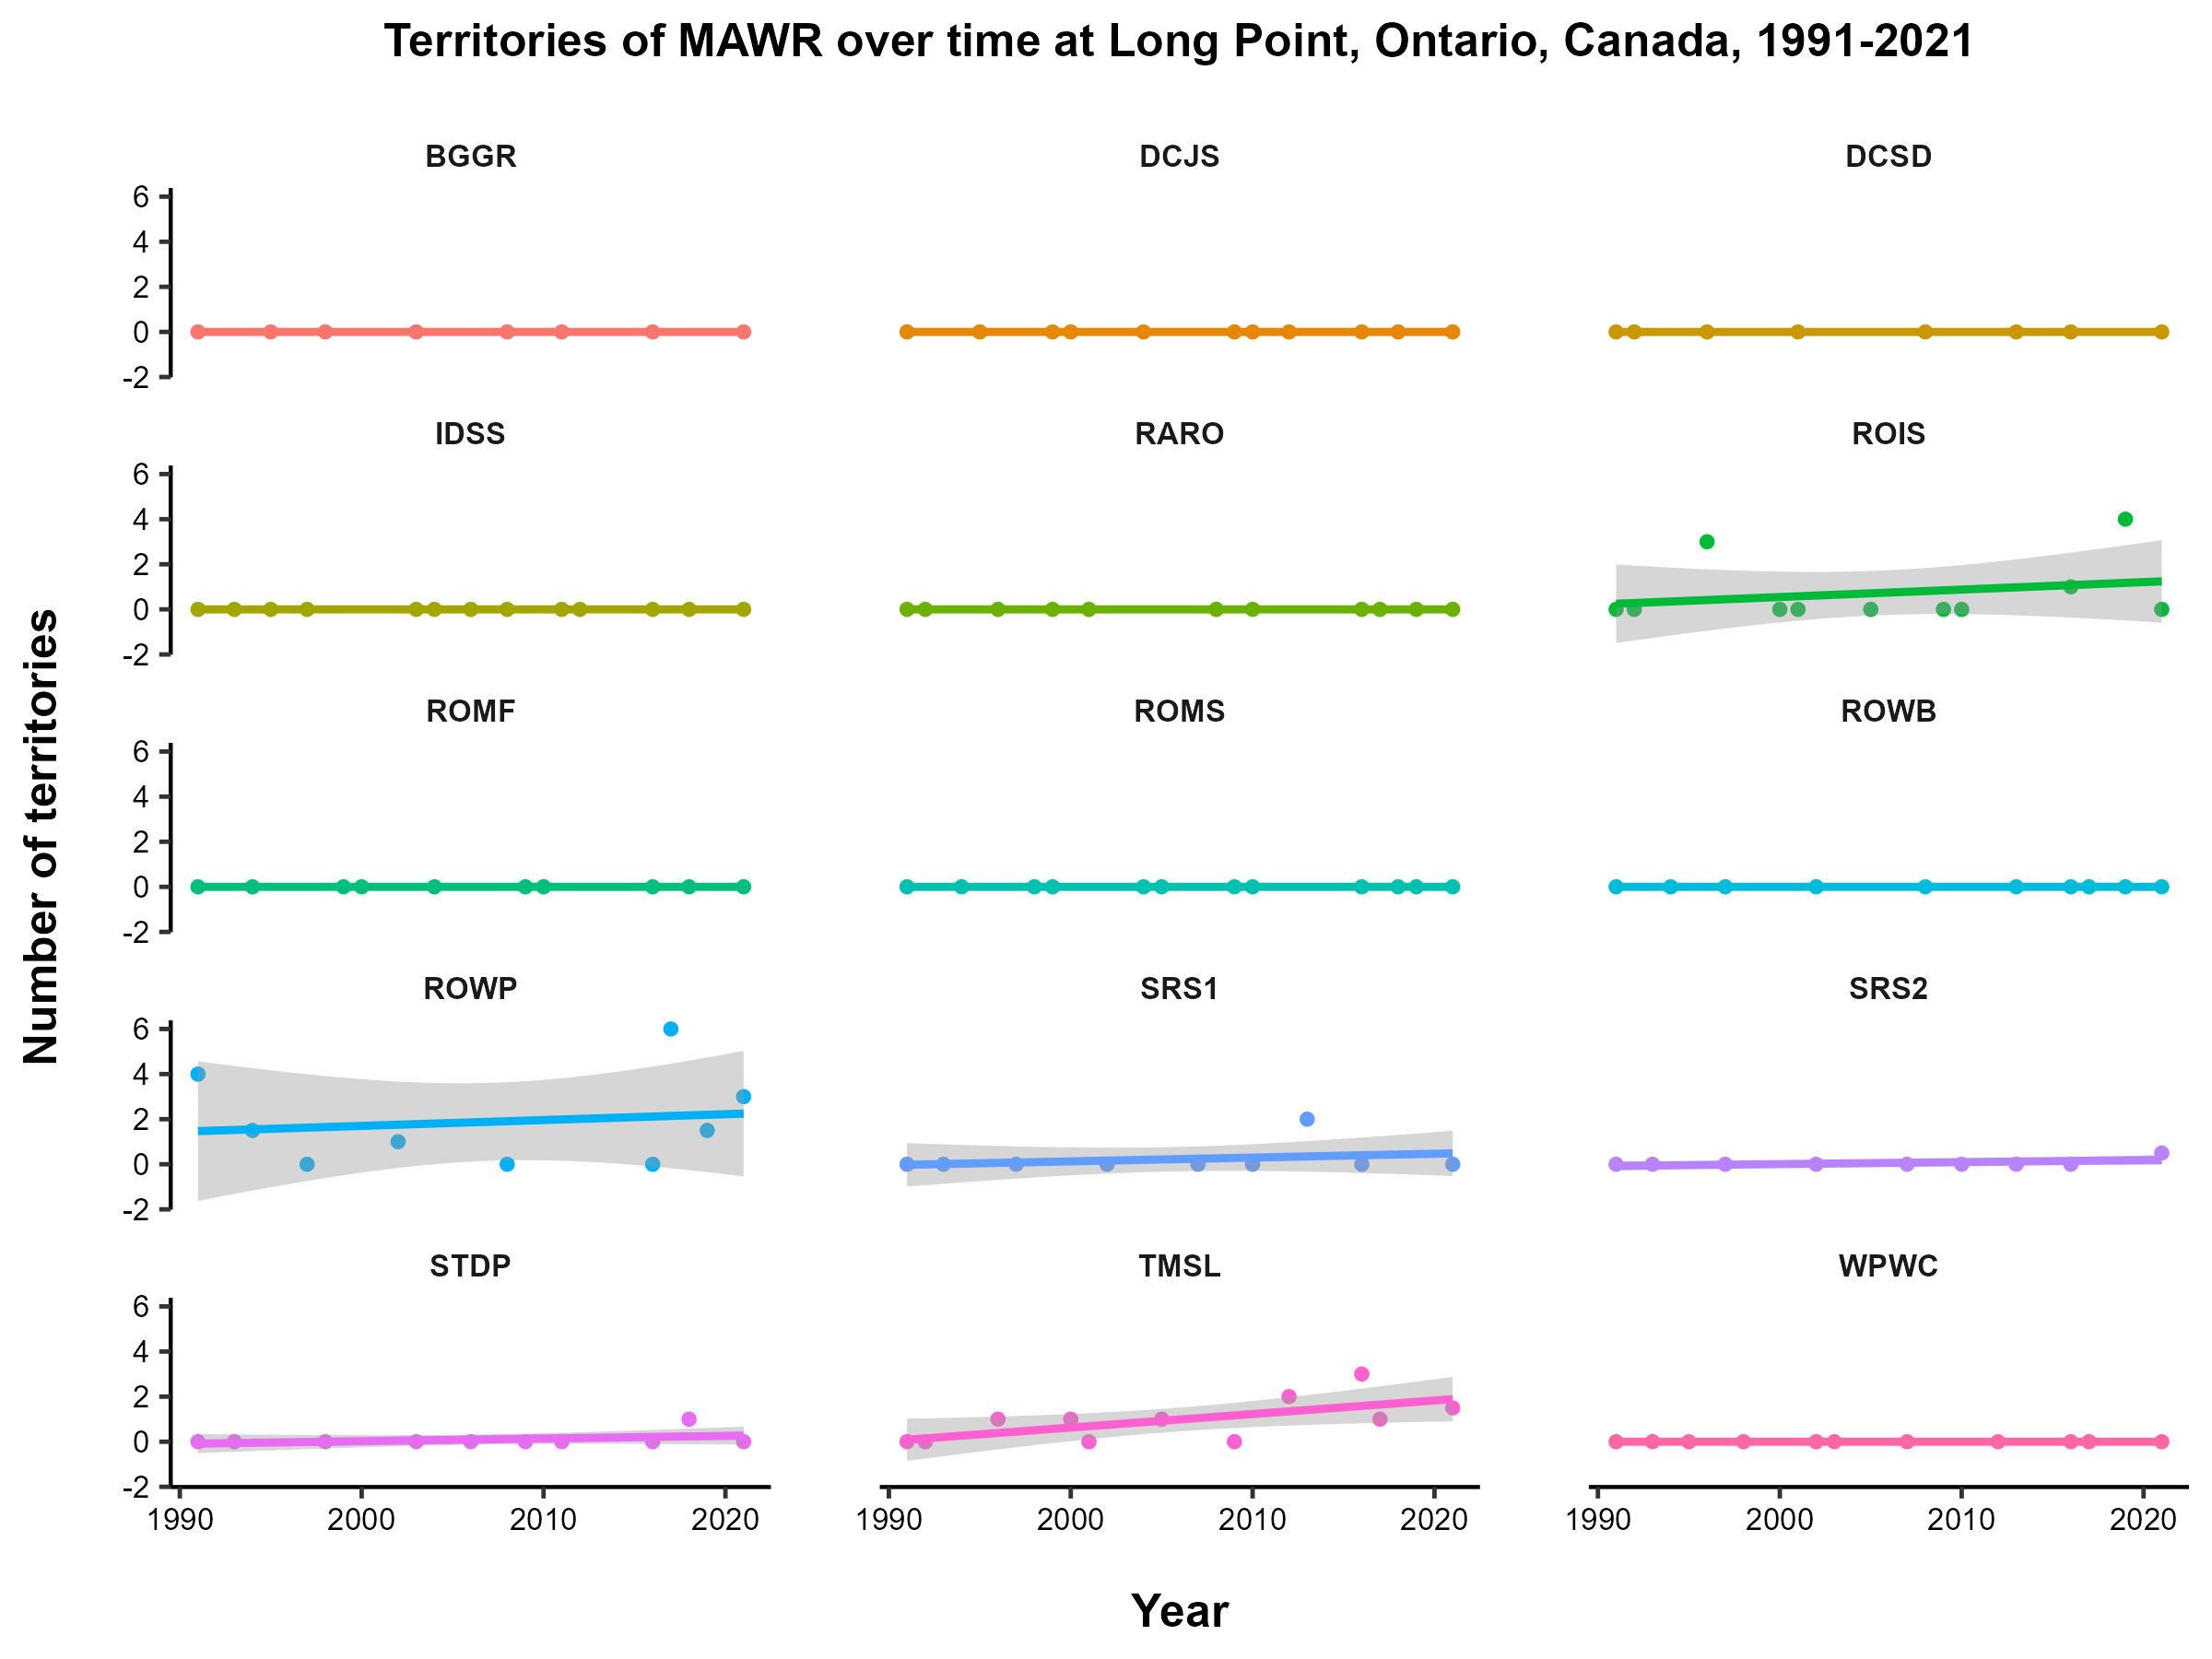 Territories of MAWR over time at Long Point, Ontario, Canada, 1991-2021
BGGR DCJS DCSD
6
4
2
0
-2
IDSS RARO ROIS
6
4
2
0
-2
ROMF ROMS ROWB
6
4
2
0
-2
ROWP SRS1 SRS2
6
4
2
0
-2
STDP TMSL WPWC
6
4
2
0
-2
1990 2000 2010 2020 1990 2000 2010 2020 1990 2000 2010 2020
Number of territories
Year